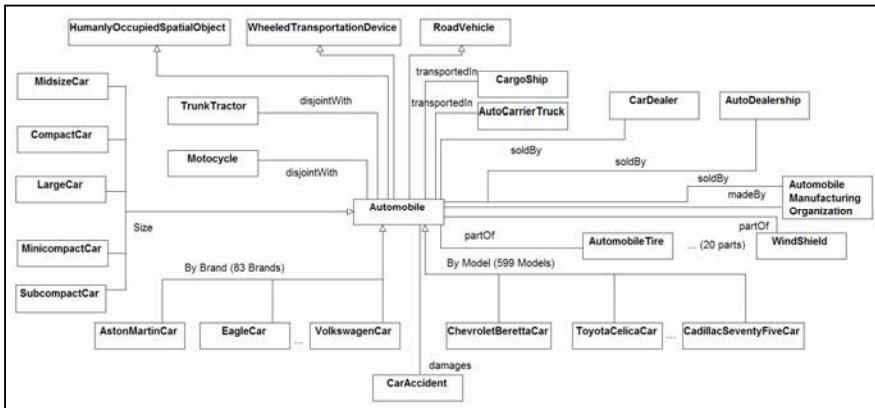 HumanlyOccupiedSpatialObject
WheeledTransportationDevice
RoadVehicle
MidsizeCar
transportedIn
CargoShip
TrunkTractor
disjointWith
transportedIn
AutoCarrierTruck
CarDealer
AutoDealership
CompactCar
Motocycle
disjointWith
soldBy
soldBy
LargeCar
soldBy
Automobile
Manufacturing
Organization
madeBy
Automobile
Size
partOf
partOf
MinicompactCar
AutomobileTire
... (20 parts)
WindShield
By Brand (83 Brands)
By Model (599 Models)
SubcompactCar
AstonMartinCar
EagleCar
...
VolkswagenCar
ChevroletBerettaCar
ToyotaCelicaCar
...
CadillacSeventyFiveCar
damages
CarAccident